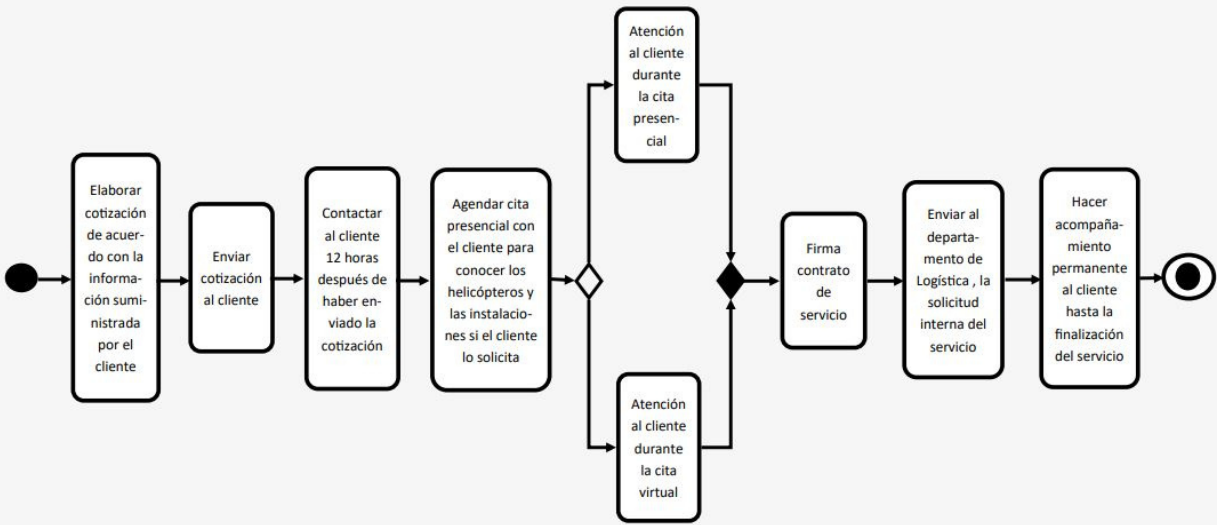 Elaborar
cotización
de acuer-
do con la
informa-
ción sumi-
nistrada
por el
cliente
Enviar
cotización
al cliente
Contactar
al cliente
12 horas
después de
haber en-
viado la
cotización
Agendar cita
presencial con
el cliente para
conocer los
helicópteros y
las instalacio-
nes si el cliente
lo solicita
Atención
al cliente
durante
la cita
presen-
cial
Atención
al cliente
durante
la cita
virtual
Firma
contrato
de
servicio
Enviar al
departa-
mento de
Logística , la
solicitud
interna del
servicio
Hacer
acompaña-
miento
permanente
al cliente
hasta la
finalización
del servicio